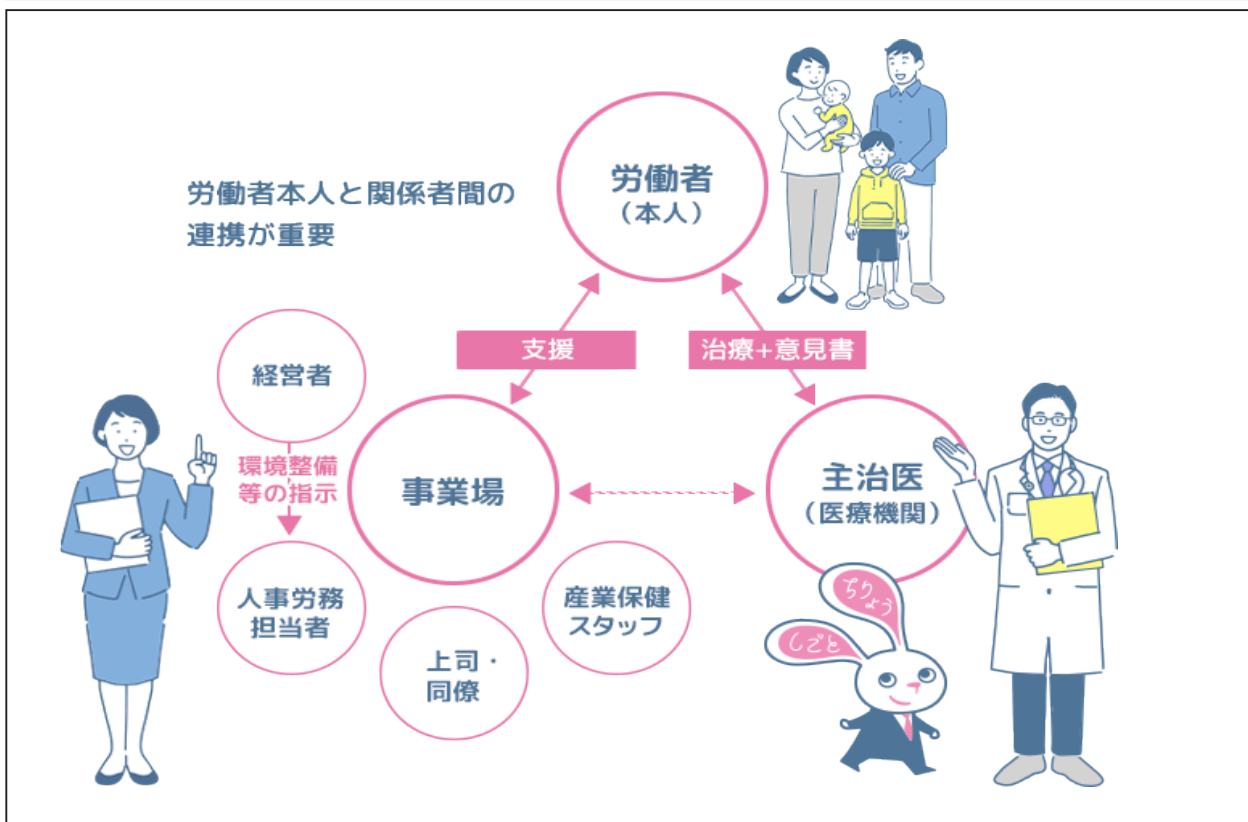 労働者
（本人）
労働者本人と関係者間の
連携が重要
支援
治療+意見書
経営者
環境整備
等の指示
事業場
主治医
（医療機関）
人事労務
担当者
上司・
同僚
産業保健
スタッフ
ちりょう
しごと